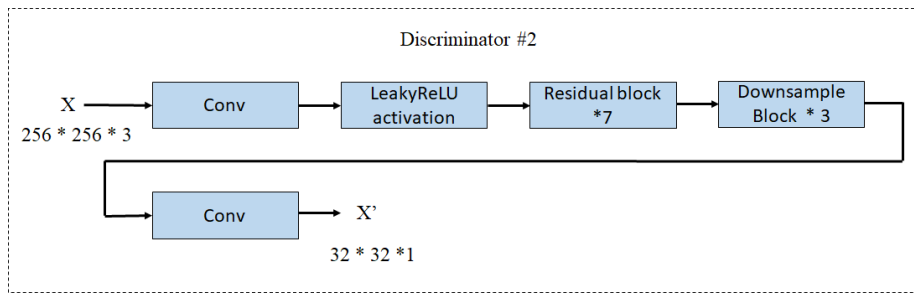 Discriminator #2
X
256 * 256 * 3
Conv
LeakyReLU
activation
Residual block
*7
Downsample
Block * 3
Conv
X’
32 * 32 *1